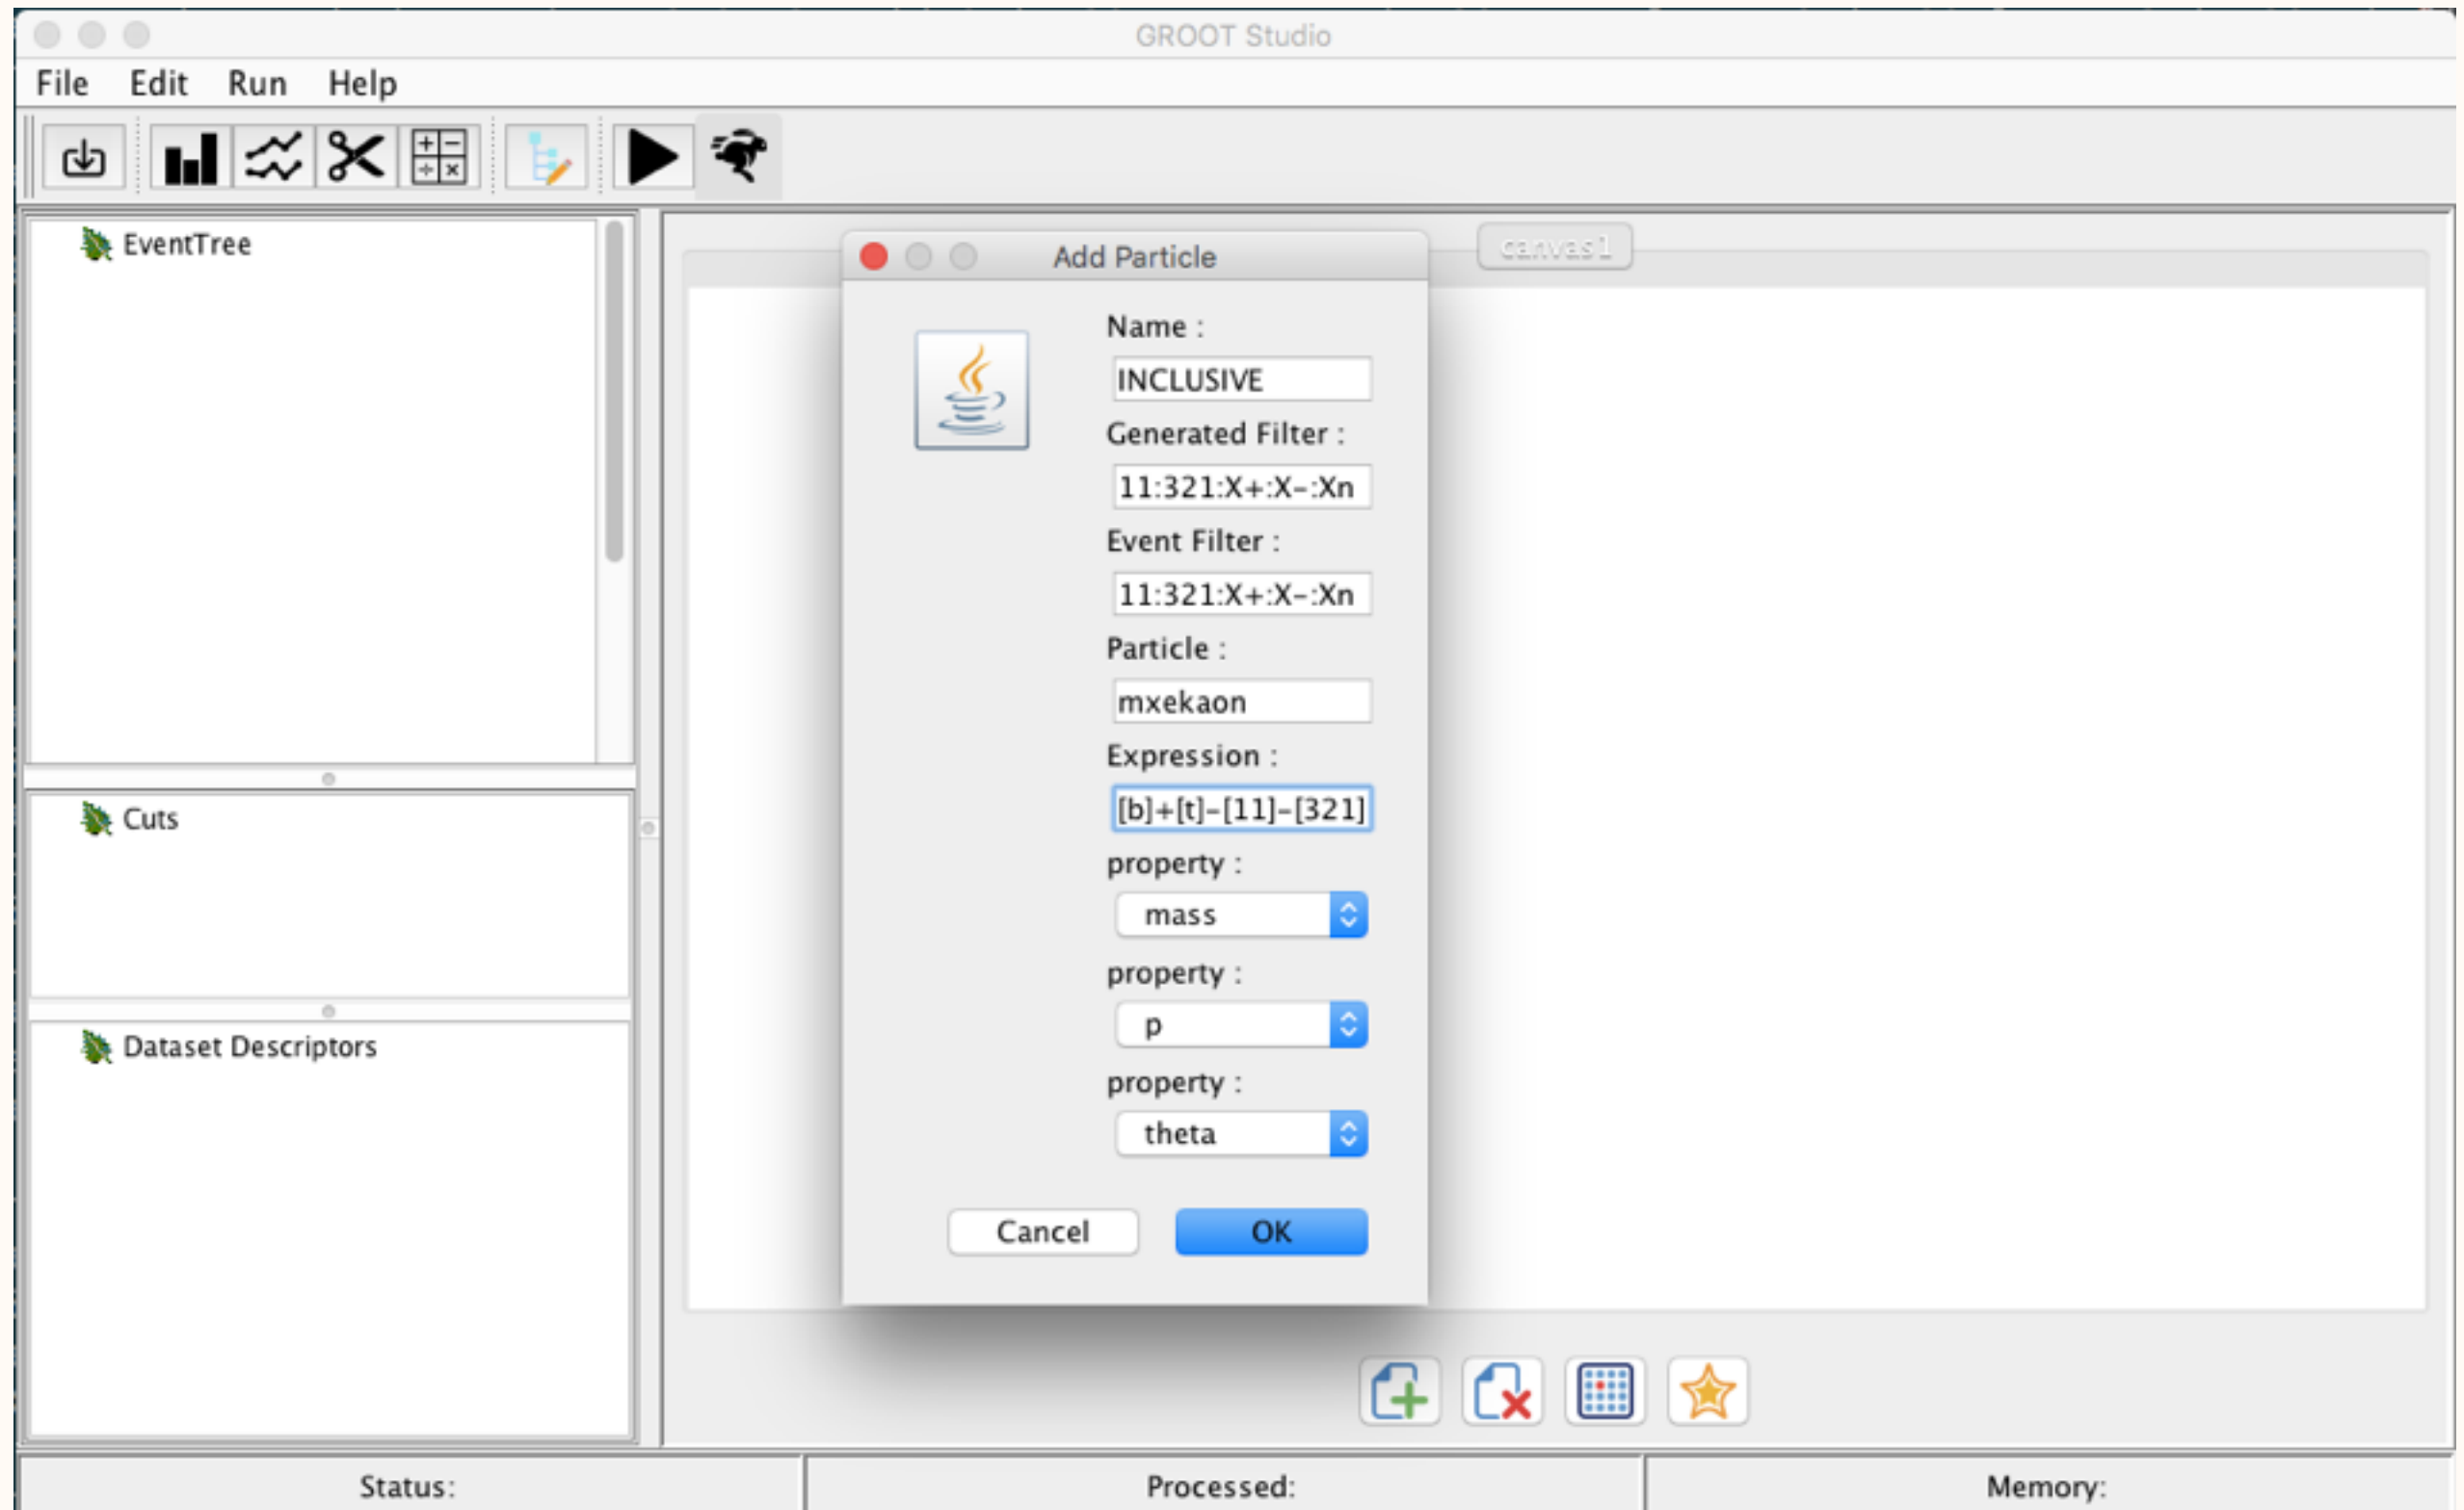 GROOT Studio
File Edit Run Help
EventTree
Cuts
Dataset Descriptors
canvas1
Add Particle
Name :
INCLUSIVE
Generated Filter :
11:321:X+:X-:Xn
Event Filter :
11:321:X+:X-:Xn
Particle :
mxekaon
Expression :
[b]+[t]-[11]-[321]
property :
mass
property :
p
property :
theta
Cancel OK
Status: Processed: Memory: